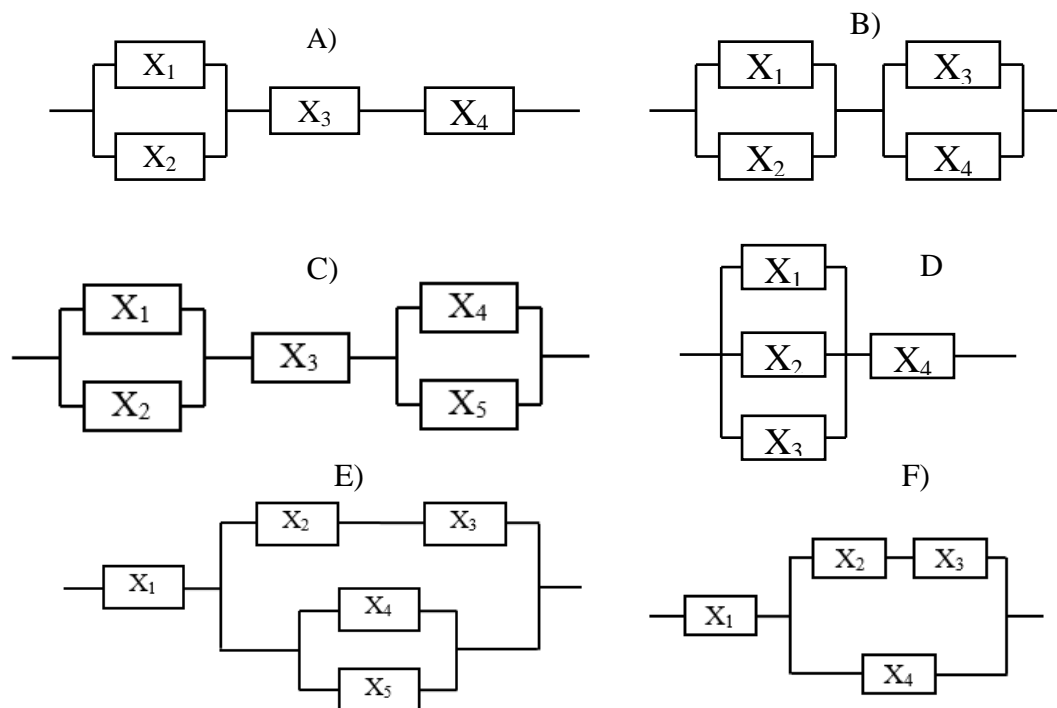 A)
X₁
X₂
X₃
X₄
B)
X₁
X₂
X₃
X₄
C)
X₁
X₂
X₃
X₄
X₅
D
X₁
X₂
X₃
X₄
E)
X₁
X₂
X₃
X₄
X₅
F)
X₁
X₂
X₃
X₄